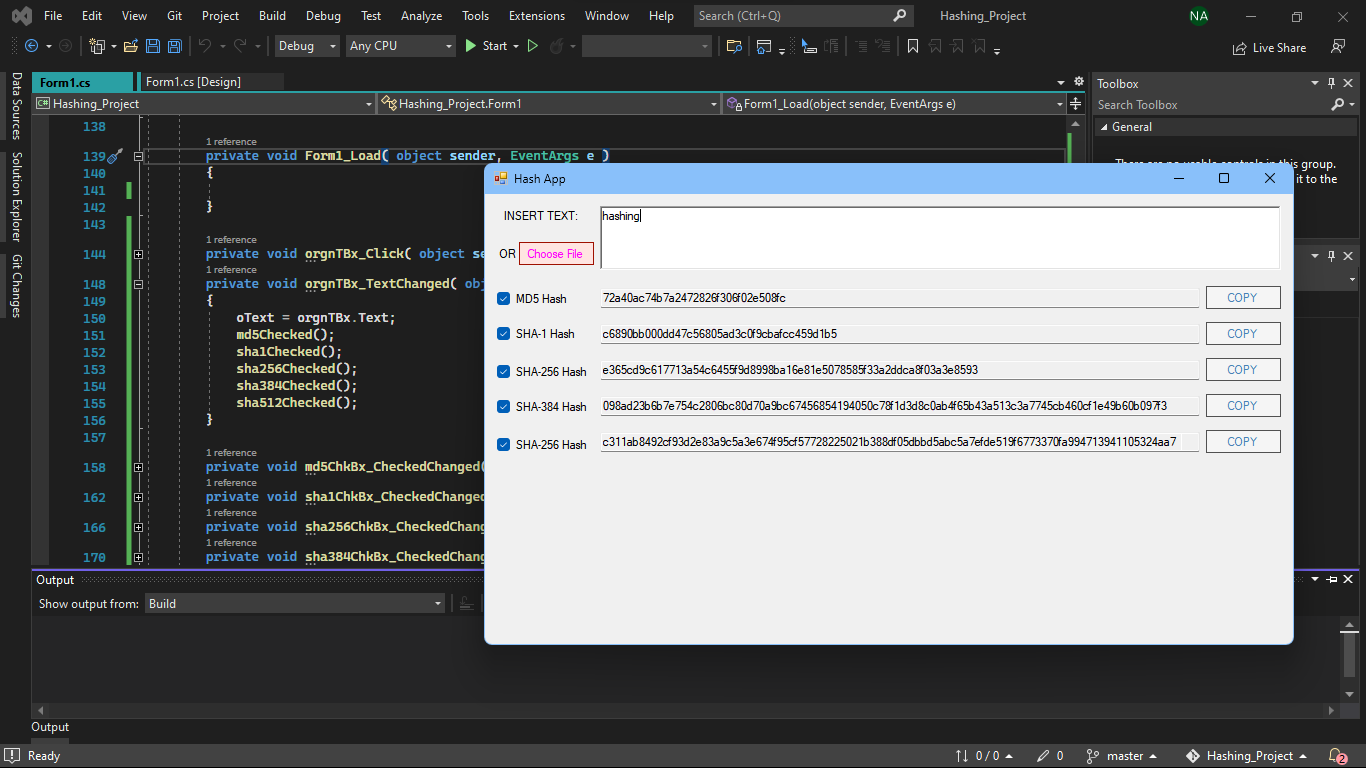 File Edit View Git Project Build Debug Test Analyze Tools Extensions Window Help Search (Ctrl+Q) Hashing_Project NA
Debug Any CPU Start Live Share
Form1.cs Form1.cs [Design]
Hashing_Project Hashing_Project.Form1 Form1_Load(object sender, EventArgs e)
Data Sources
Solution Explorer
Git Changes
138
1 reference
139 private void Form1_Load( object sender, EventArgs e )
140 {
141
142 }
143
1 reference
144 private void orgnTBx_Click( object se
1 reference
148 private void orgnTBx_TextChanged( obj
149 {
150 oText = orgnTBx.Text;
151 md5Checked();
152 sha1Checked();
153 sha256Checked();
154 sha384Checked();
155 sha512Checked();
156 }
157
1 reference
158 private void md5ChkBx_CheckedChanged(
1 reference
162 private void sha1ChkBx_CheckedChanged
1 reference
166 private void sha256ChkBx_CheckedChang
1 reference
170 private void sha384ChkBx_CheckedChang
Toolbox
Search Toolbox
General
There are no usable controls in this group.
it to the
Hash App
INSERT TEXT: hashing
OR Choose File
MD5 Hash 72a40ac74b7a2472826f306f02e508fc COPY
SHA-1 Hash c6890bb000dd47c56805ad3c0f9cbafcc459d1b5 COPY
SHA-256 Hash e365cd9c617713a54c6455f9d8998ba16e81e5078585f33a2ddca8f03a3e8593 COPY
SHA-384 Hash 098ad23b6b7e754c2806bc80d70a9bc67456854194050c78f1d3d8c0ab4f65b43a513c3a7745cb460cf1e49b60b097f3 COPY
SHA-256 Hash c311ab8492cf93d2e83a9c5a3e674f95cf57728225021b388df05dbbd5abc5a7efde519f6773370fa994713941105324aa7 COPY
Output
Show output from: Build
Output
Ready 0 / 0 0 master Hashing_Project 2